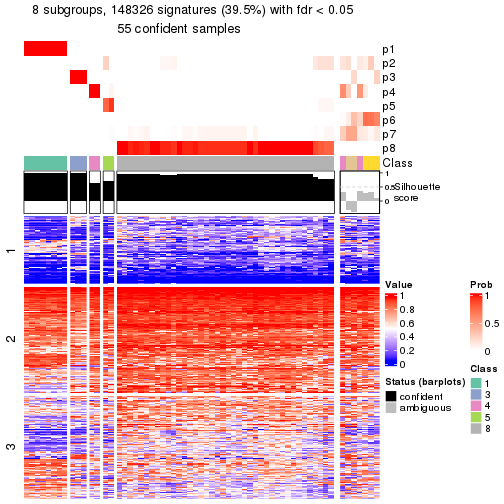 8 subgroups, 148326 signatures (39.5%) with fdr < 0.05
55 confident samples
p1
p2
p3
p4
p5
p6
p7
p8
Class
1
0.5
0
Silhouette
score
1
2
3
Value
1
0.8
0.6
0.4
0.2
0
Status (barplots)
confident
ambiguous
Prob
1
0.5
0
Class
1
3
4
5
8